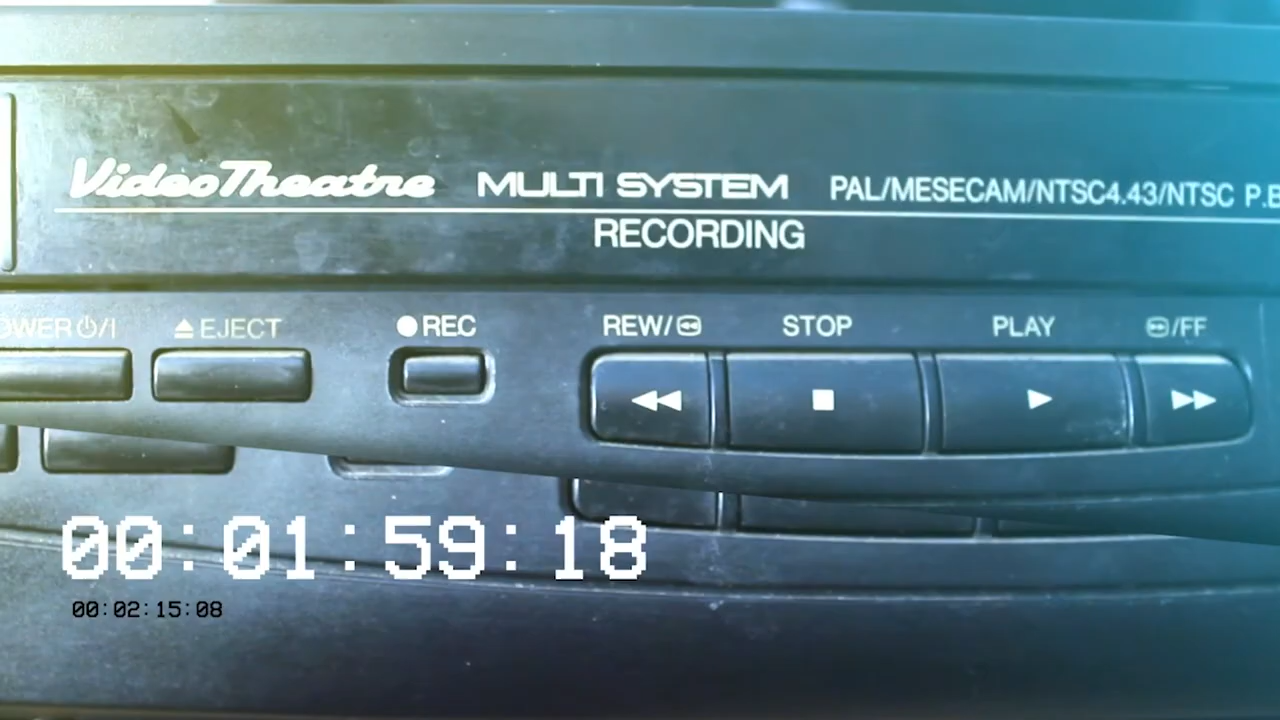 VideoTheatre MULTI SYSTEM PAL/MESECAM/NTSC4.43/NTSC P.B
RECORDING
OWER ⏻/I ⏏ EJECT ● REC REW/ STOP PLAY /FF
00:01:59:18
00:02:15:08